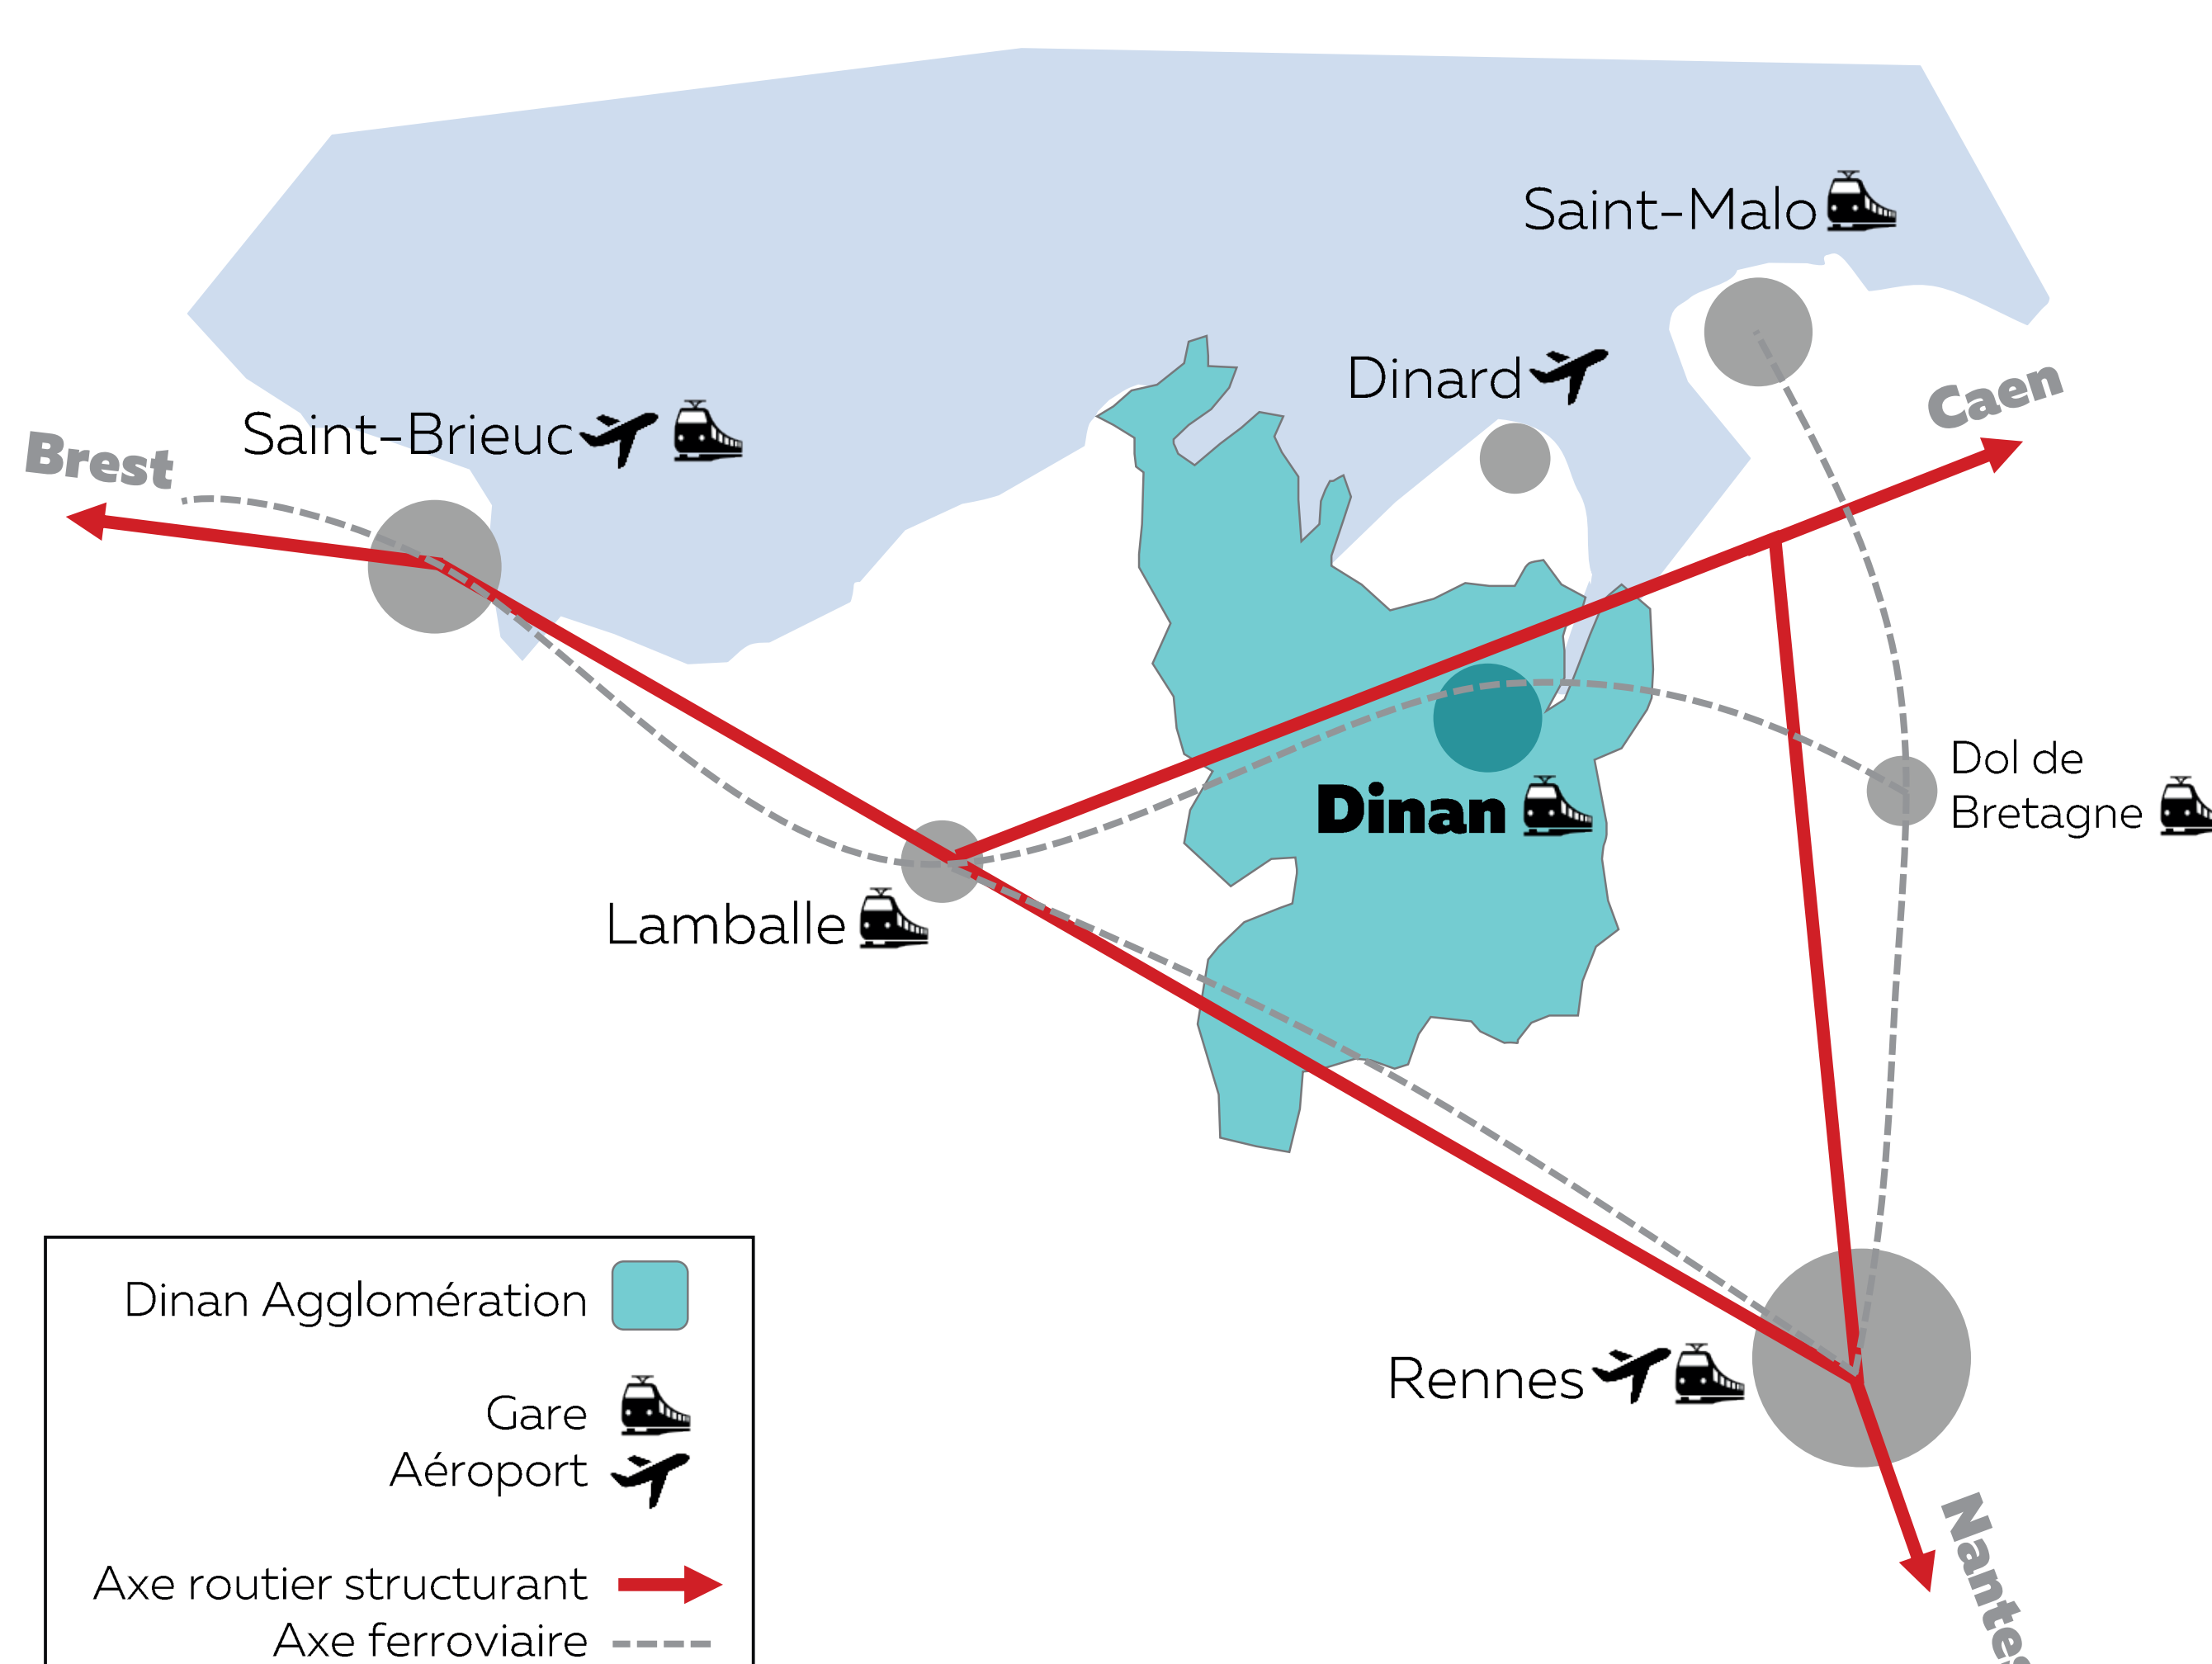 Saint-Malo
Dinard
Caen
Saint-Brieuc
Brest
Dol de
Bretagne
Dinan
Lamballe
Rennes
Nantes
Dinan Agglomération
Gare
Aéroport
Axe routier structurant
Axe ferroviaire